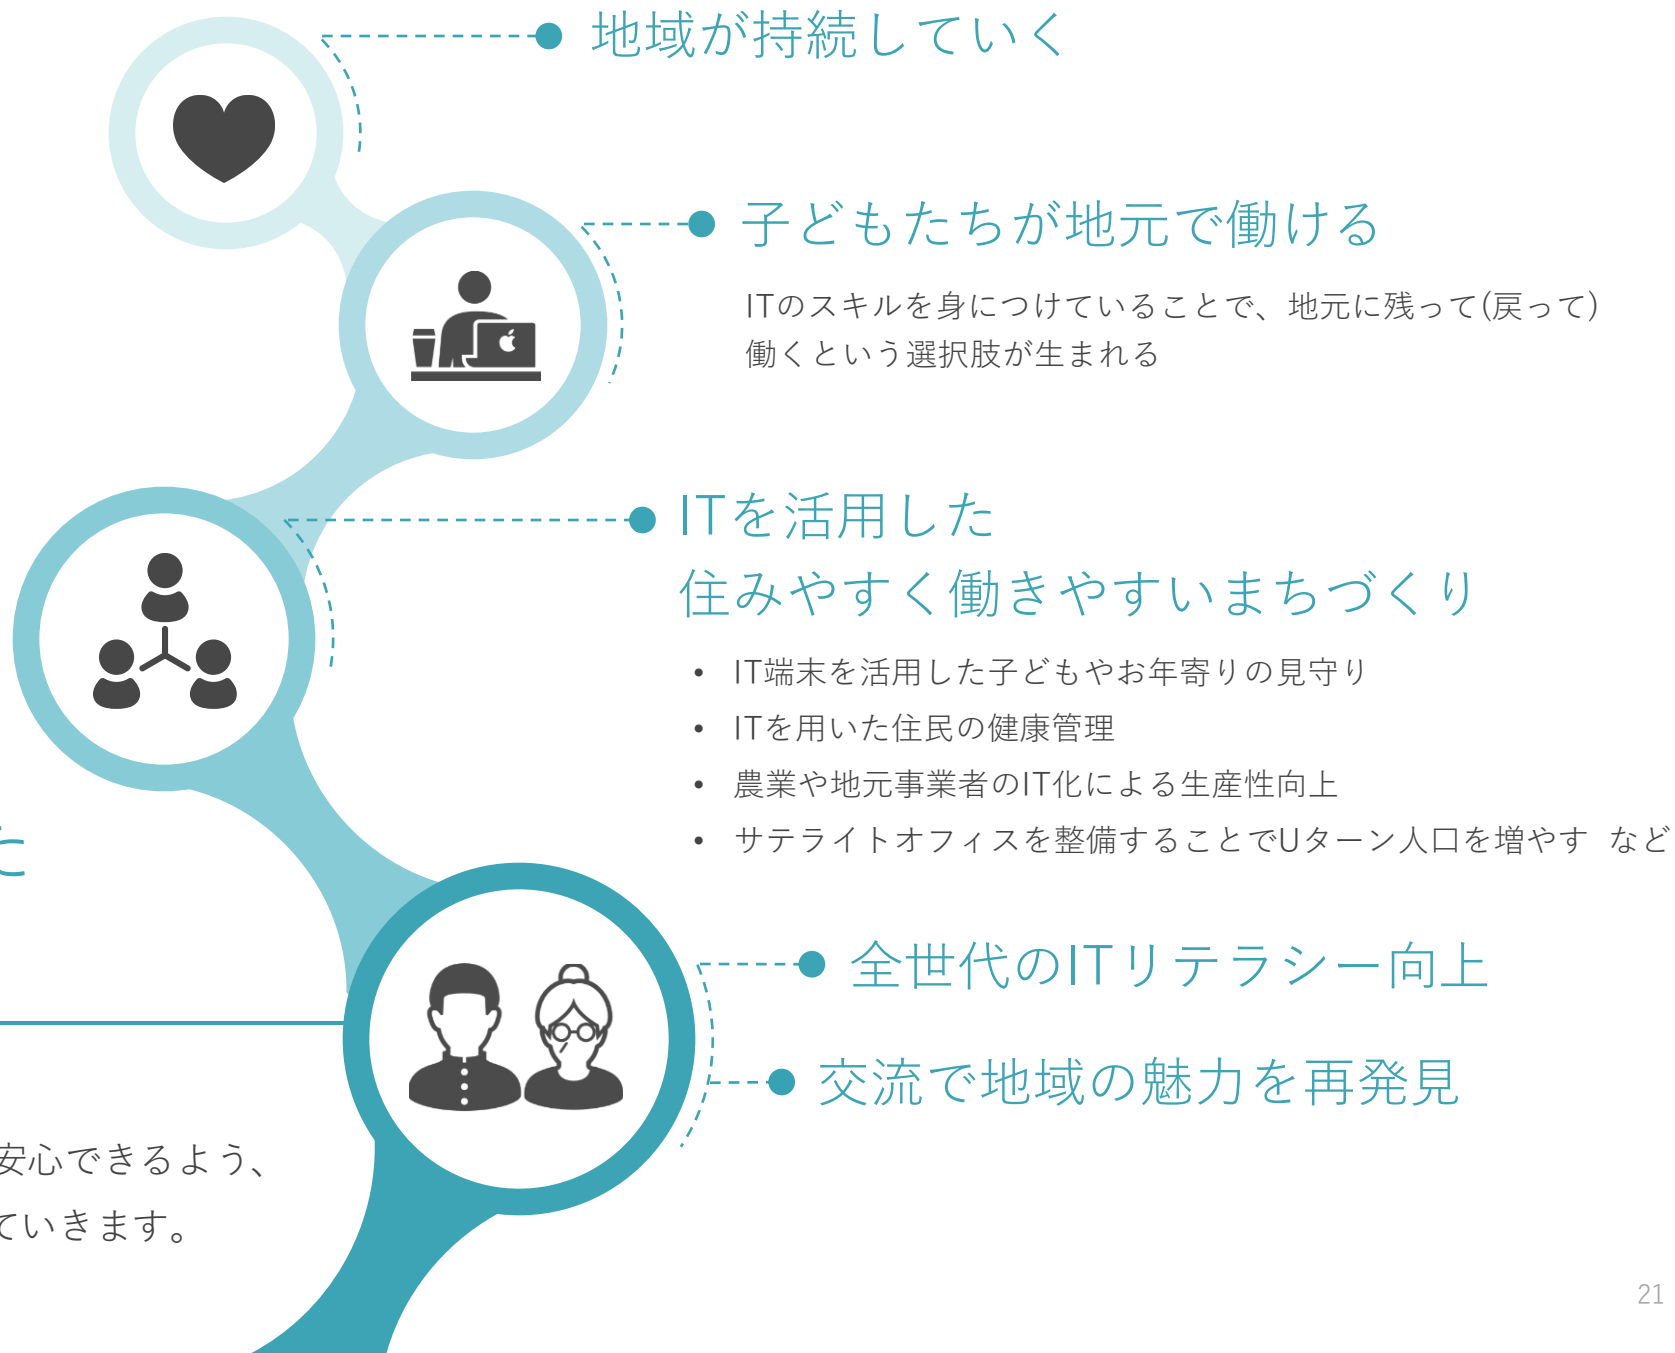 地域が持続していく
子どもたちが地元で働ける
ITのスキルを身につけていることで、地元に残って(戻って)
働くという選択肢が生まれる
ITを活用した
住みやすく働きやすいまちづくり
• IT端末を活用した子どもやお年寄りの見守り
• ITを用いた住民の健康管理
• 農業や地元事業者のIT化による生産性向上
• サテライトオフィスを整備することでUターン人口を増やす など
た
全世代のITリテラシー向上
交流で地域の魅力を再発見
安心できるよう、
ていきます。
21